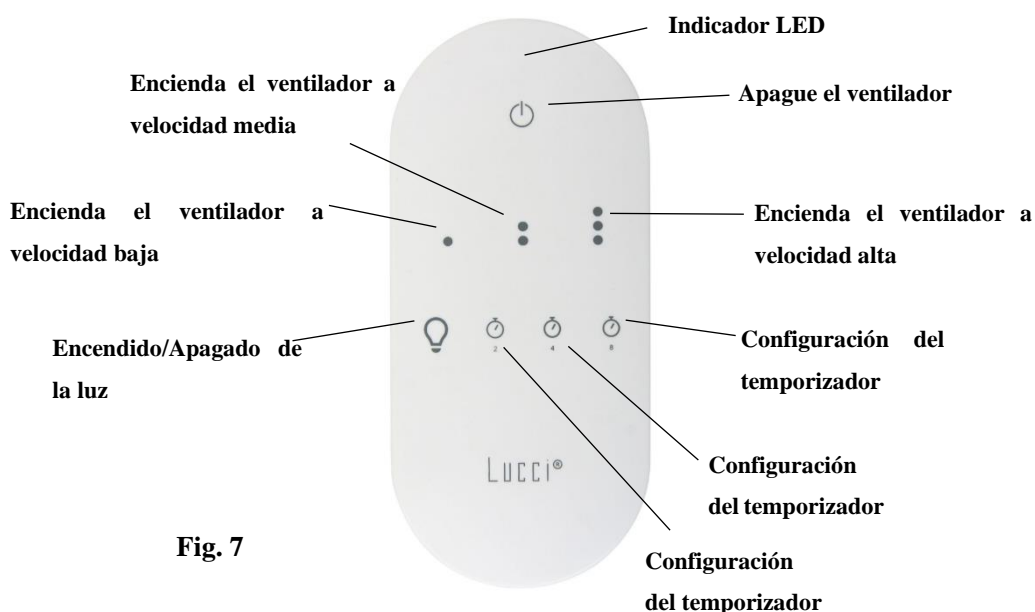 Indicador LED
Encienda el ventilador a
velocidad media
Apague el ventilador
Encienda el ventilador a
velocidad baja
Encienda el ventilador a
velocidad alta
Encendido/Apagado de
la luz
2
4
8
Configuración del
temporizador
Lucci®
Configuración
del temporizador
Fig. 7
Configuración
del temporizador